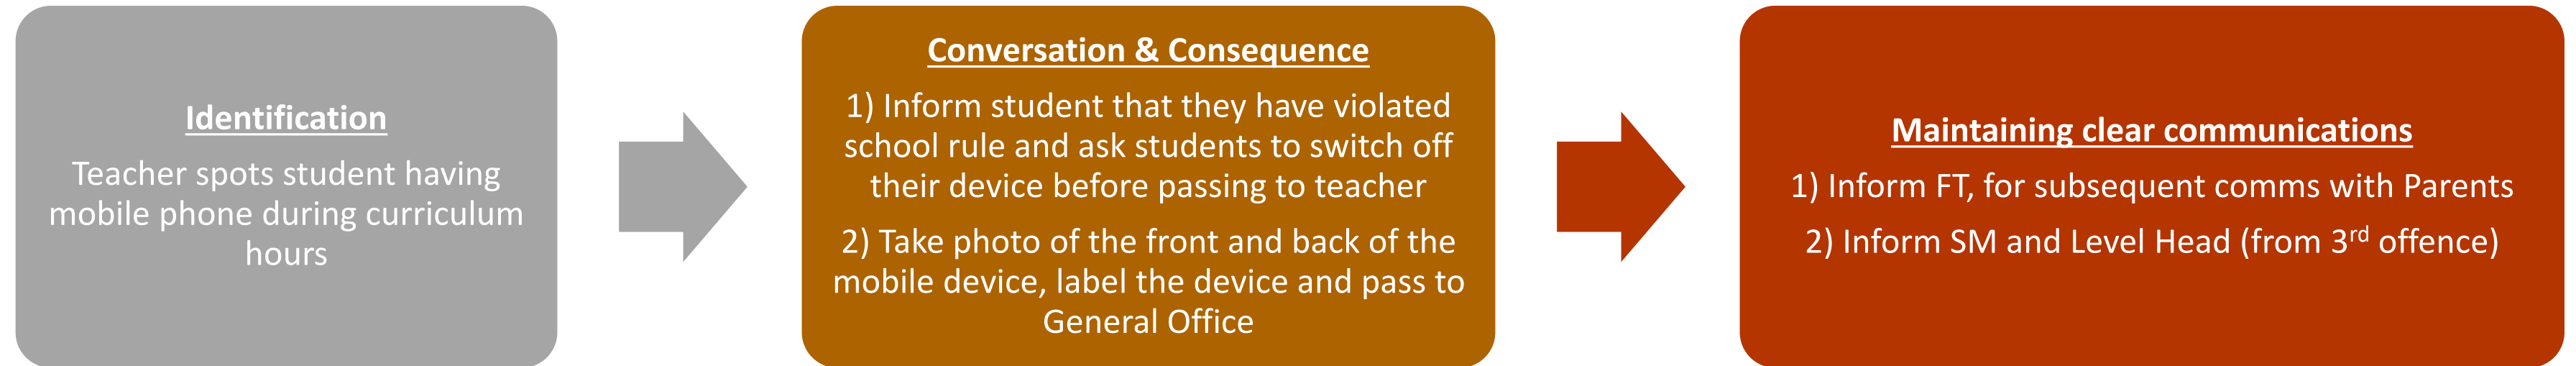 Identification
Teacher spots student having
mobile phone during curriculum
hours
Conversation & Consequence
1) Inform student that they have violated
school rule and ask students to switch off
their device before passing to teacher
2) Take photo of the front and back of the
mobile device, label the device and pass to
General Office
Maintaining clear communications
1) Inform FT, for subsequent comms with Parents
2) Inform SM and Level Head (from 3rd offence)